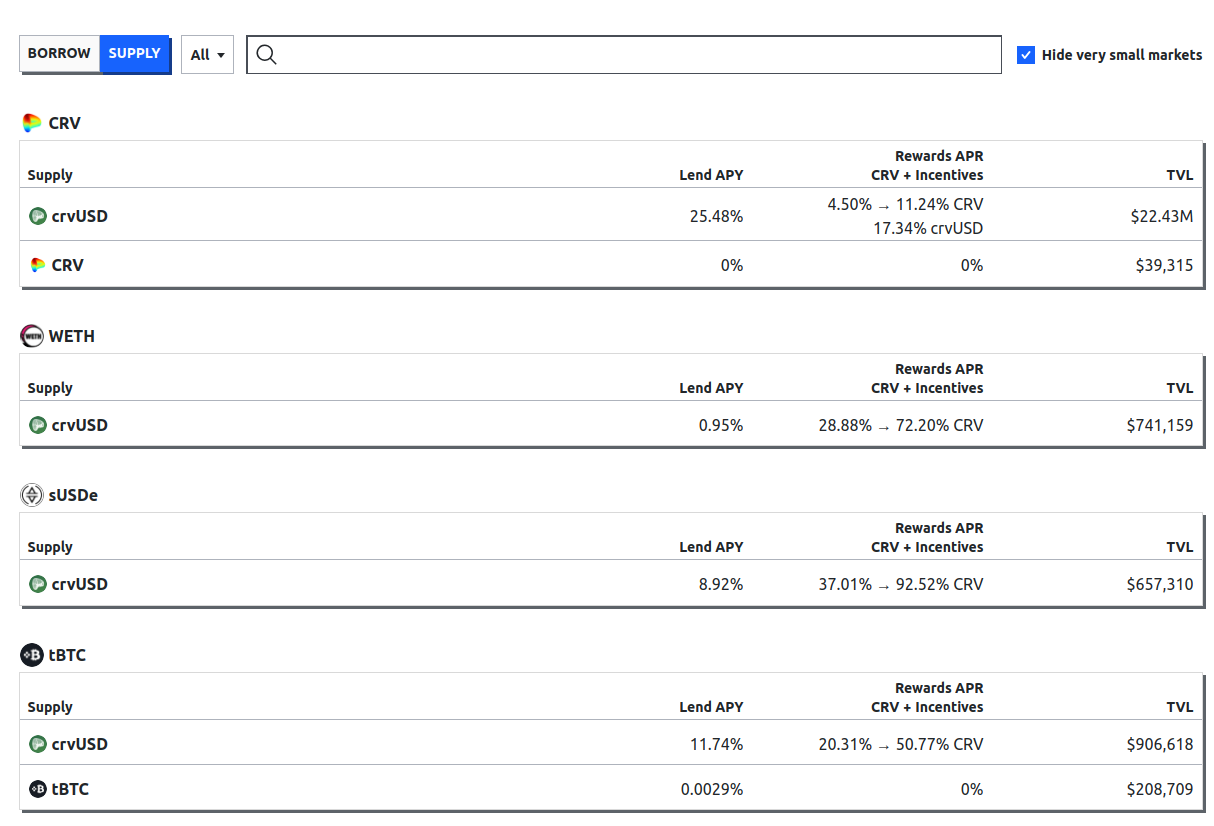 BORROW SUPPLY All Hide very small markets
CRV
Rewards APR
Supply Lend APY CRV + Incentives TVL
4.50% → 11.24% CRV
crvUSD 25.48% $22.43M
17.34% crvUSD
CRV 0% 0% $39,315
WETH
Rewards APR
Supply Lend APY CRV + Incentives TVL
crvUSD 0.95% 28.88% → 72.20% CRV $741,159
sUSDe
Rewards APR
Supply Lend APY CRV + Incentives TVL
crvUSD 8.92% 37.01% → 92.52% CRV $657,310
tBTC
Rewards APR
Supply Lend APY CRV + Incentives TVL
crvUSD 11.74% 20.31% → 50.77% CRV $906,618
tBTC 0.0029% 0% $208,709